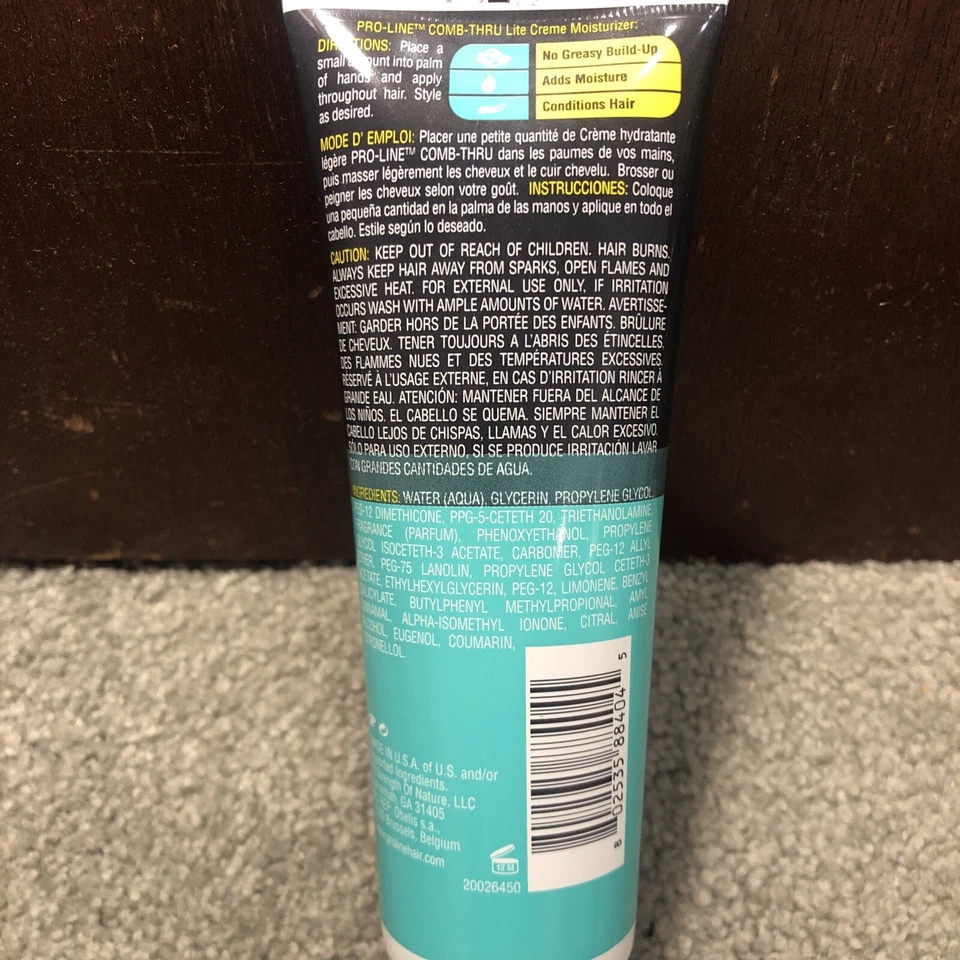 PRO-LINE™ COMB-THRU Lite Creme Moisturizer:
DIRECTIONS: Place a
small amount into palm
of hands and apply
throughout hair. Style
as desired.
No Greasy Build-Up
Adds Moisture
Conditions Hair
MODE D' EMPLOI: Placer une petite quantité de Crème hydratante
légère PRO-LINE™ COMB-THRU dans les paumes de vos mains,
puis masser légèrement les cheveux et le cuir chevelu. Brosser ou
peigner les cheveux selon votre goût. INSTRUCCIONES: Coloque
una pequeña cantidad en la palma de las manos y aplique en todo el
cabello. Estile según lo deseado.
CAUTION: KEEP OUT OF REACH OF CHILDREN. HAIR BURNS.
ALWAYS KEEP HAIR AWAY FROM SPARKS, OPEN FLAMES AND
EXCESSIVE HEAT. FOR EXTERNAL USE ONLY, IF IRRITATION
OCCURS WASH WITH AMPLE AMOUNTS OF WATER. AVERTISSE-
MENT: GARDER HORS DE LA PORTÉE DES ENFANTS. BRÛLURE
DE CHEVEUX. TENER TOUJOURS A L'ABRIS DES ÉTINCELLES,
DES FLAMMES NUES ET DES TEMPÉRATURES EXCESSIVES.
RÉSERVÉ À L'USAGE EXTERNE, EN CAS D'IRRITATION RINCER À
GRANDE EAU. ATENCIÓN: MANTENER FUERA DEL ALCANCE DE
LOS NIÑOS. EL CABELLO SE QUEMA. SIEMPRE MANTENER EL
CABELLO LEJOS DE CHISPAS, LLAMAS Y EL CALOR EXCESIVO.
SÓLO PARA USO EXTERNO, SI SE PRODUCE IRRITACIÓN LAVAR
CON GRANDES CANTIDADES DE AGUA.
INGREDIENTS: WATER (AQUA), GLYCERIN, PROPYLENE GLYCOL,
PEG-12 DIMETHICONE, PPG-5-CETETH 20, TRIETHANOLAMINE,
FRAGRANCE (PARFUM), PHENOXYETHANOL, PROPYLENE
GLYCOL ISOCETETH-3 ACETATE, CARBOMER, PEG-12 ALLYL
ETHER, PEG-75 LANOLIN, PROPYLENE GLYCOL CETETH-3
ACETATE, ETHYLHEXYLGLYCERIN, PEG-12, LIMONENE, BENZYL
SALICYLATE, BUTYLPHENYL METHYLPROPIONAL, AMYL
CINNAMAL, ALPHA-ISOMETHYL IONONE, CITRAL, ANISE
ALCOHOL, EUGENOL, COUMARIN,
CITRONELLOL.
MADE IN U.S.A. of U.S. and/or
Ingredients.
Of Nature, LLC
GA 31405
Obelis s.a.,
Brussels, Belgium
www.prolinehair.com
12 M
20026450
8 02535 88404 5